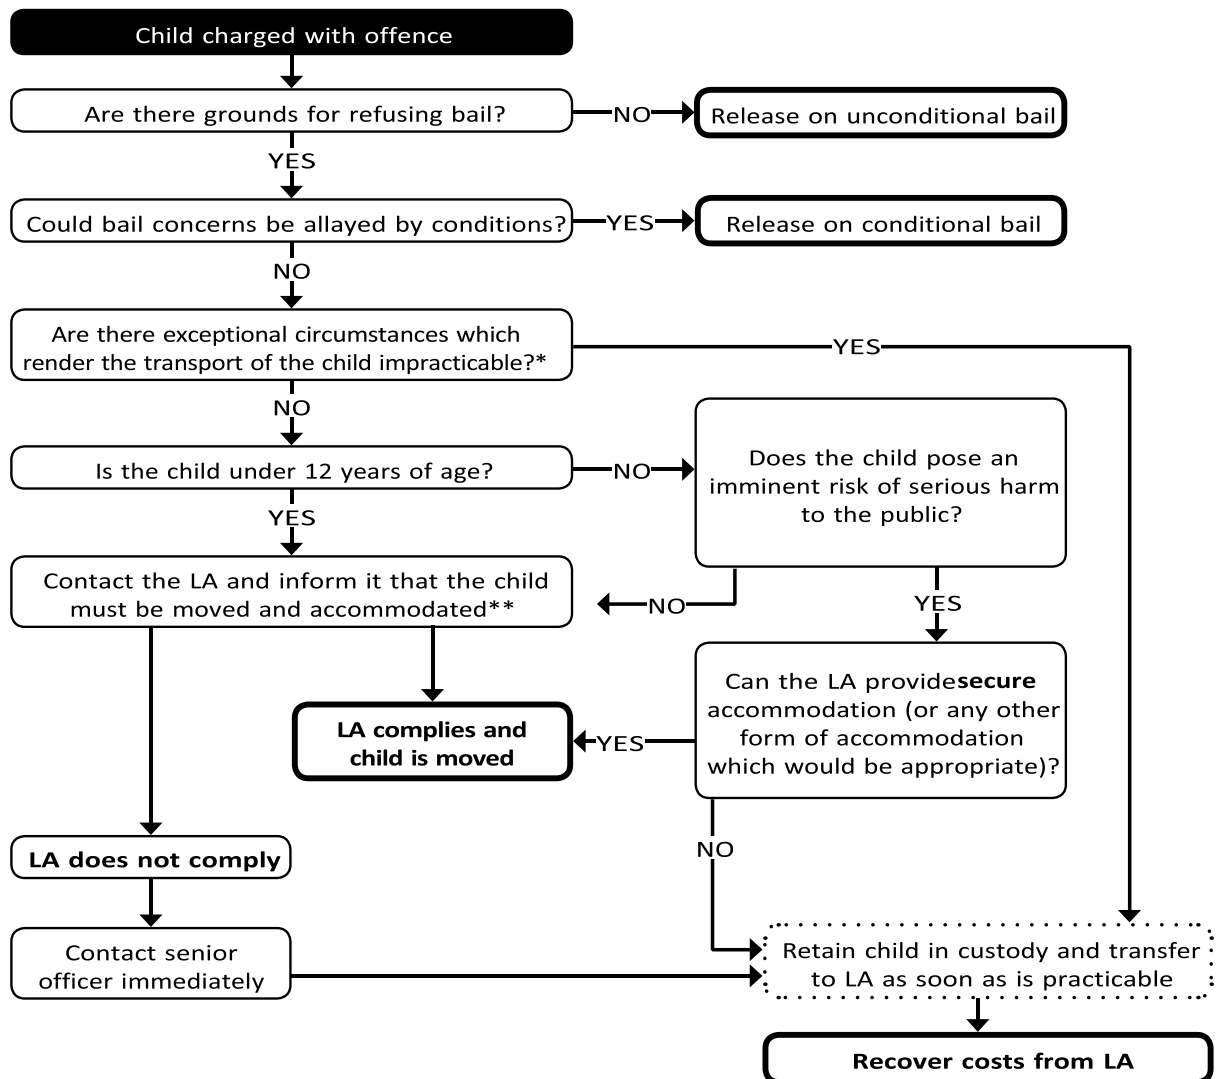 Child charged with offence
Are there grounds for refusing bail?
NO
Release on unconditional bail
YES
Could bail concerns be allayed by conditions?
YES
Release on conditional bail
NO
Are there exceptional circumstances which
render the transport of the child impracticable?*
YES
NO
Is the child under 12 years of age?
NO
Does the child pose an
imminent risk of serious harm
to the public?
YES
Contact the LA and inform it that the child
must be moved and accommodated**
NO
YES
LA complies and
child is moved
YES
Can the LA provide secure
accommodation (or any other
form of accommodation
which would be appropriate)?
NO
LA does not comply
Contact senior
officer immediately
Retain child in custody and transfer
to LA as soon as is practicable
Recover costs from LA